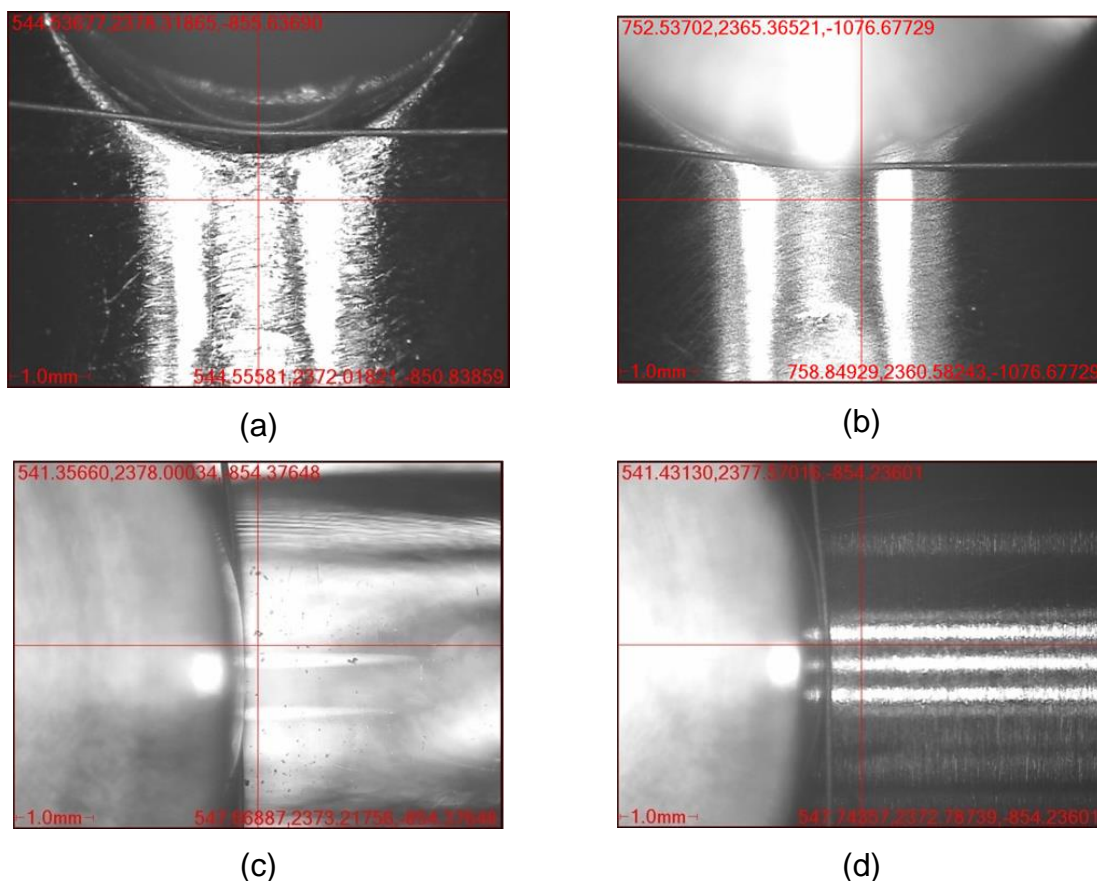 544.63677,2378.31865,-855.63690
1.0mm
544.55581,2372.01821,-850.83859
(a)
752.53702,2365.36521,-1076.67729
1.0mm
758.84929,2360.58243,-1076.67729
(b)
541.35660,2378.00034,-854.37648
1.0mm
547.66887,2373.21756,-854.37648
(c)
541.43130,2377.57016,-854.23601
1.0mm
547.74357,2372.78739,-854.23601
(d)